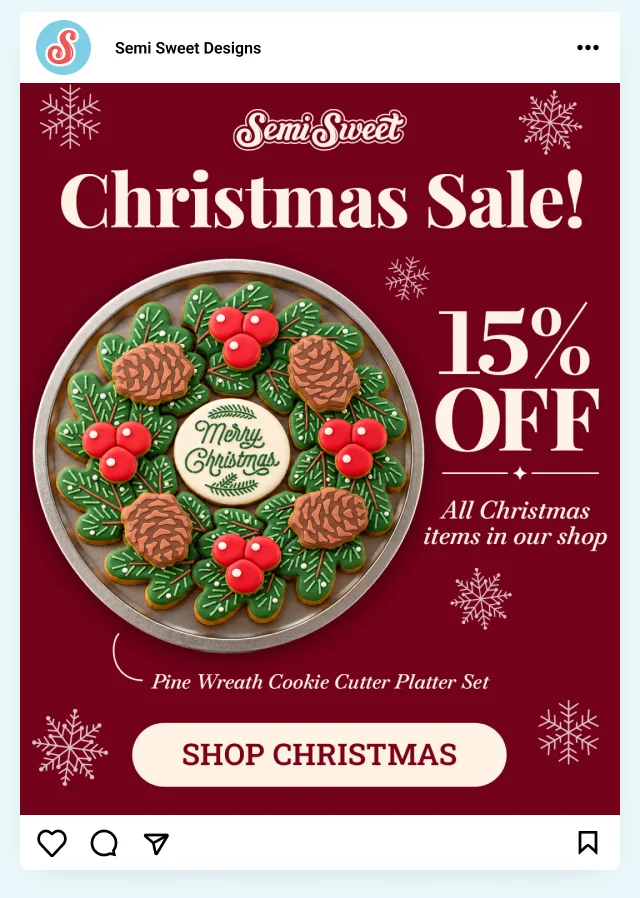 Semi Sweet Designs
S
Semi Sweet
Christmas Sale!
15%
OFF
All Christmas
items in our shop
Merry
Christmas
Pine Wreath Cookie Cutter Platter Set
SHOP CHRISTMAS